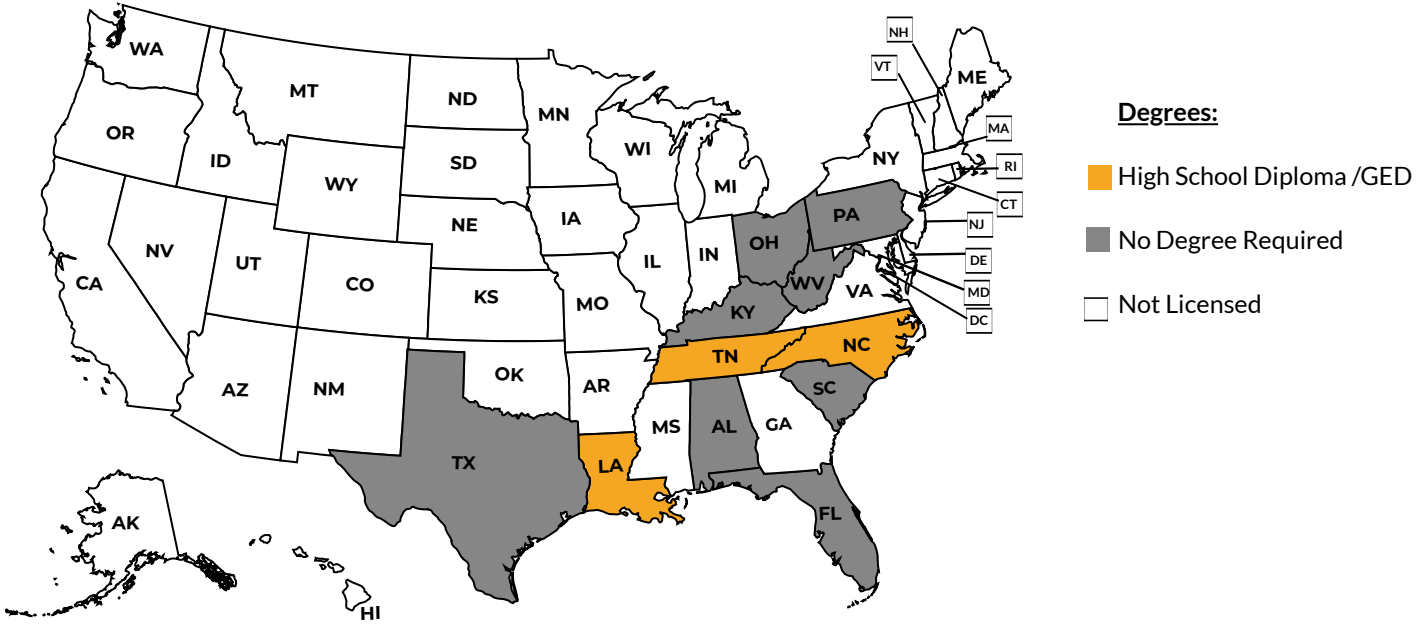 WA
MT
ND
MN
OR
ID
SD
WI
WY
MI
NE
IA
NV
UT
CO
CA
KS
MO
IL
IN
OH
PA
NY
ME
NH
VT
MA
RI
CT
NJ
DE
MD
DC
WV
VA
KY
TN
NC
SC
AZ
NM
OK
AR
MS
AL
GA
LA
TX
FL
AK
HI
Degrees:
High School Diploma /GED
No Degree Required
Not Licensed